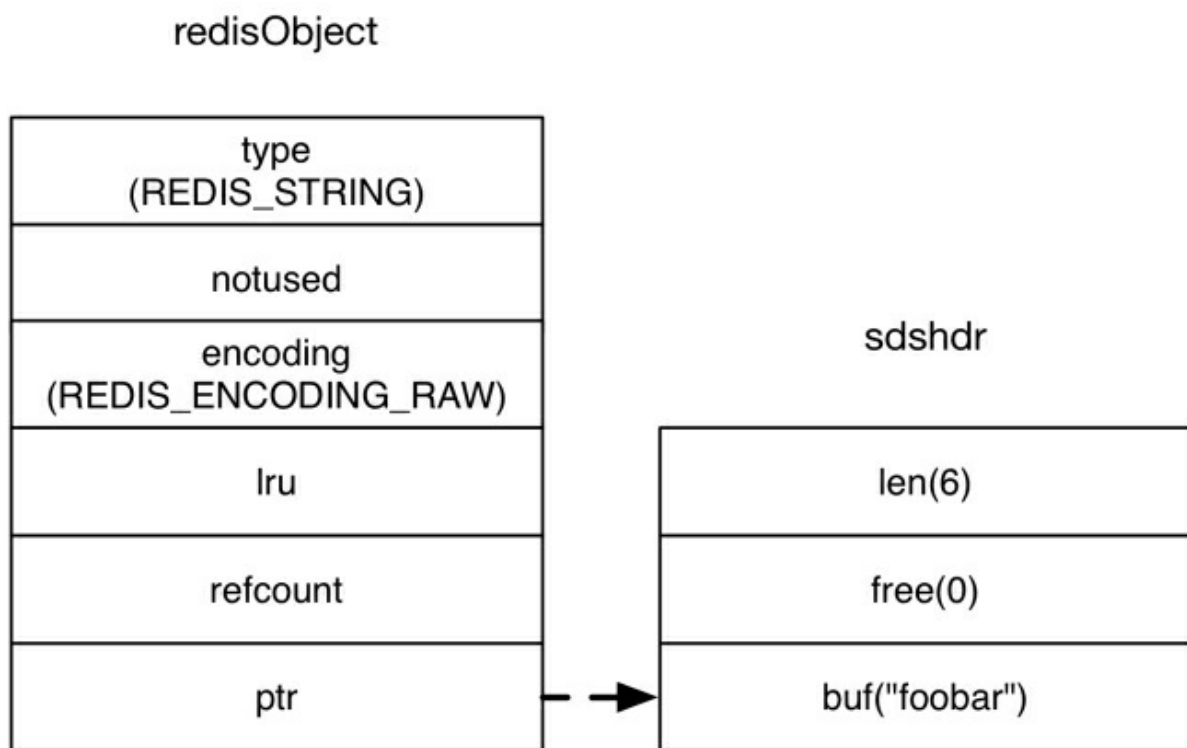 redisObject
type
(REDIS_STRING)
notused
encoding
(REDIS_ENCODING_RAW)
lru
refcount
ptr
sdshdr
len(6)
free(0)
buf("foobar")